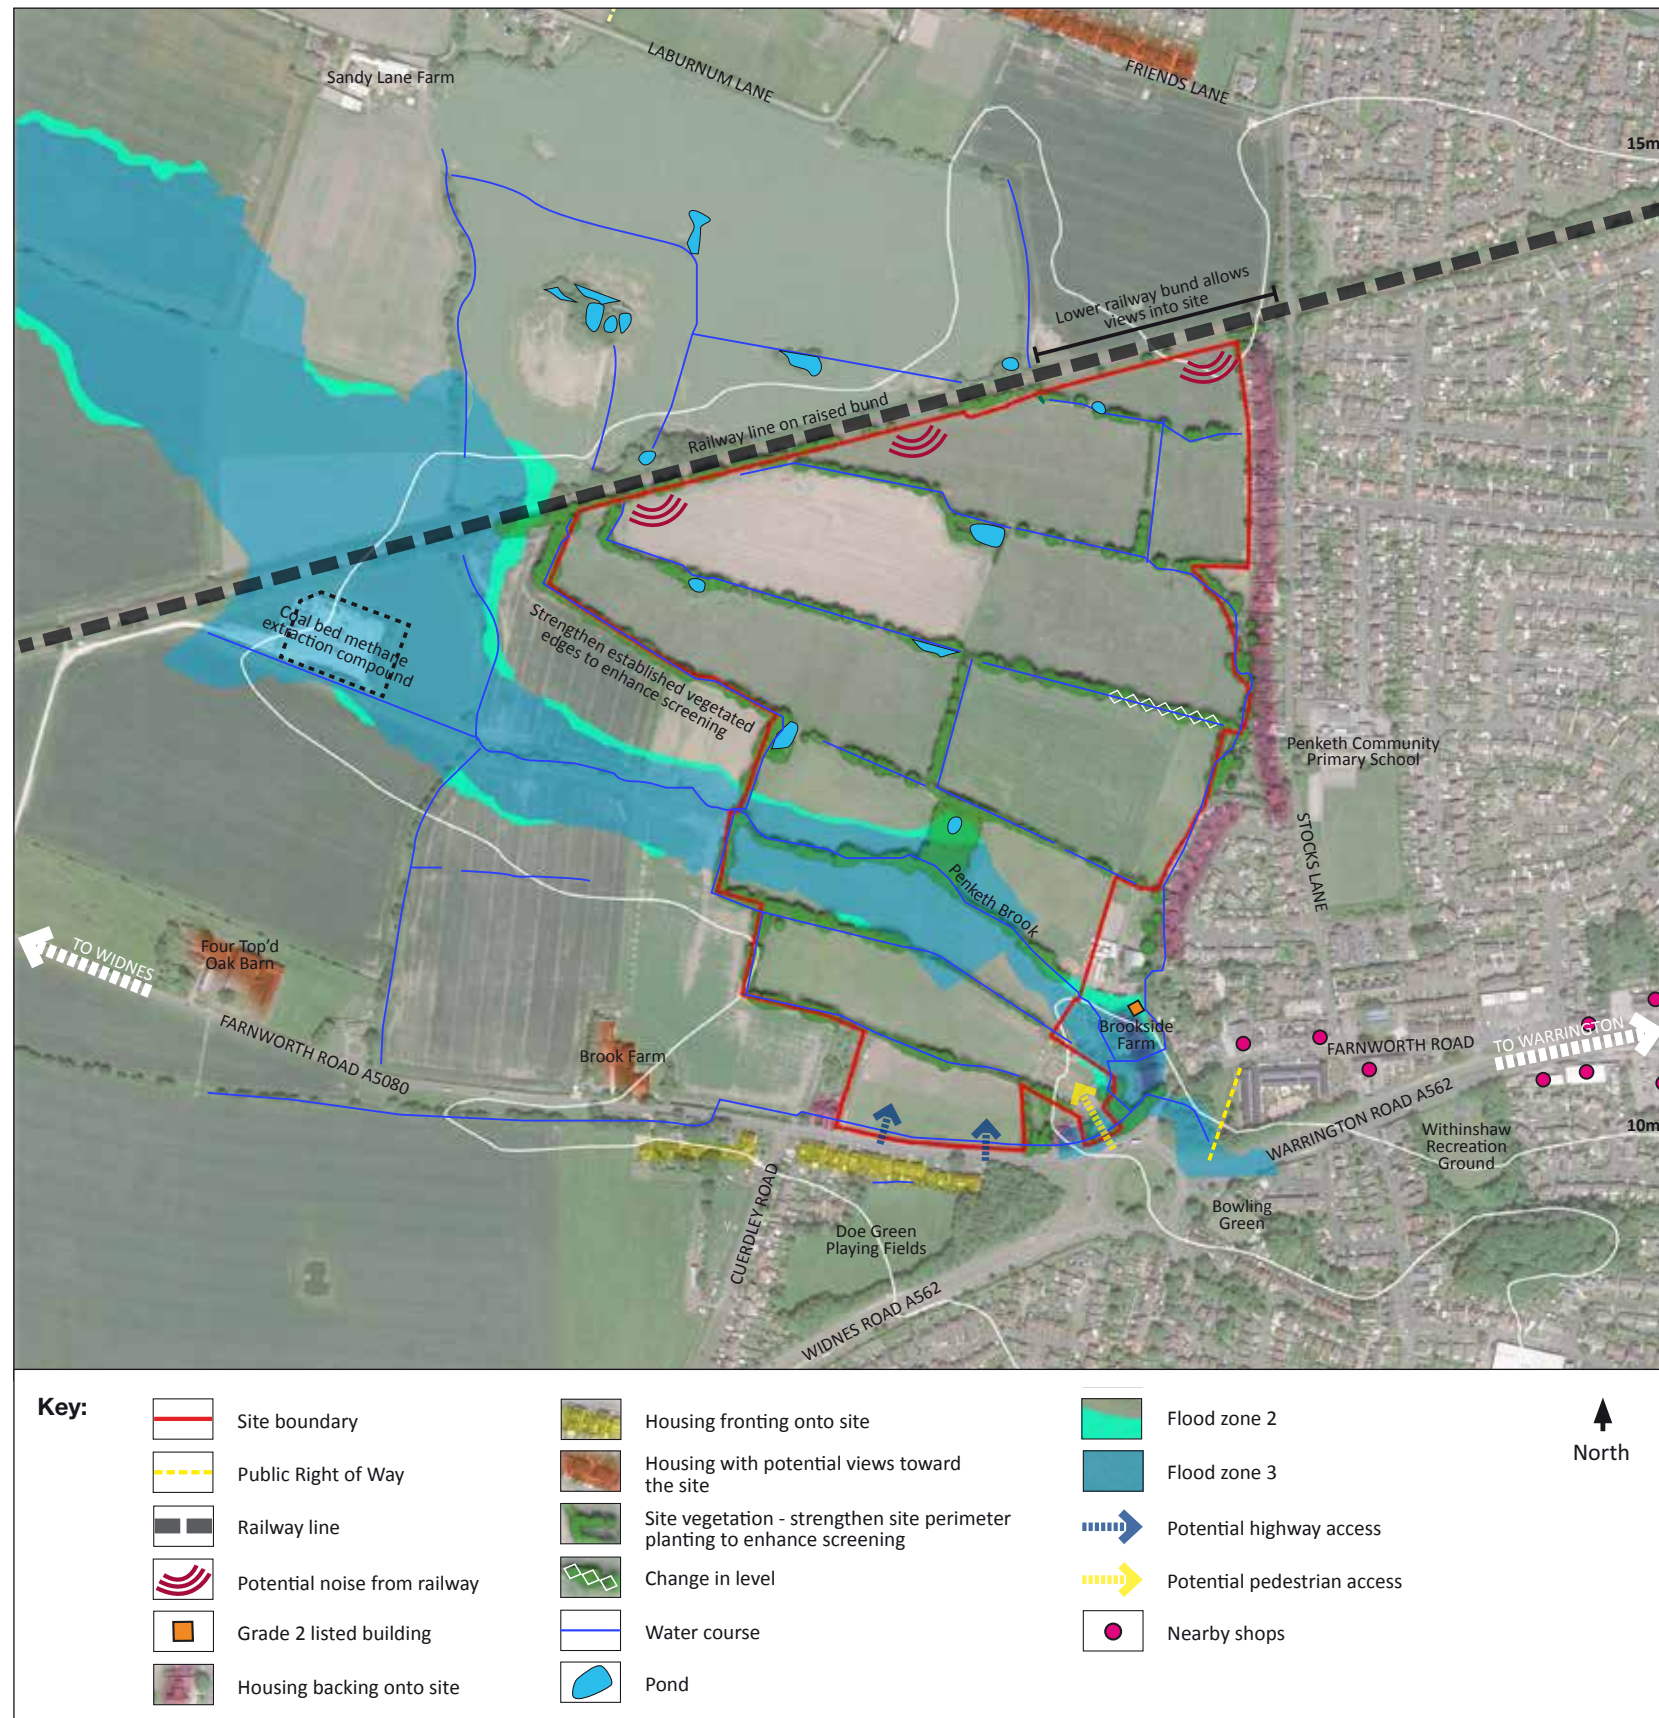 Sandy Lane Farm
LABURNUM LANE
FRIENDS LANE
15m
Lower railway bund allows
views into site
Railway line on raised bund
Coal bed methane
extraction compound
Strengthen established vegetated
edges to enhance screening
Penketh Community
Primary School
STOCKS LANE
Penketh Brook
TO WIDNES
Four Top'd
Oak Barn
FARNWORTH ROAD A5080
Brook Farm
Brookside
Farm
FARNWORTH ROAD
TO WARRINGTON
WARRINGTON ROAD A562
Withinshaw
Recreation
Ground
10m
Bowling
Green
CUERDLEY ROAD
Doe Green
Playing Fields
WIDNES ROAD A562
Key:
Site boundary
Public Right of Way
Railway line
Potential noise from railway
Grade 2 listed building
Housing backing onto site
Housing fronting onto site
Housing with potential views toward
the site
Site vegetation - strengthen site perimeter
planting to enhance screening
Change in level
Water course
Pond
Flood zone 2
Flood zone 3
Potential highway access
Potential pedestrian access
Nearby shops
North